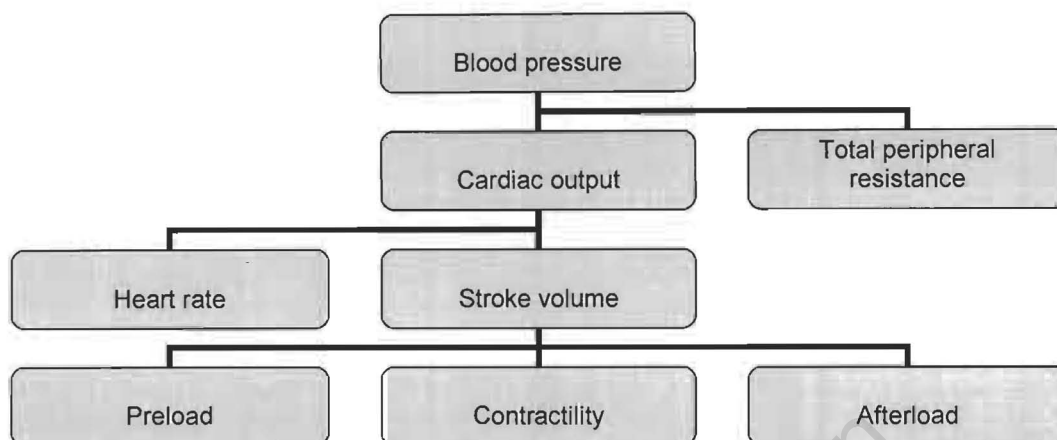 Blood pressure
Cardiac output
Total peripheral
resistance
Heart rate
Stroke volume
Preload
Contractility
Afterload